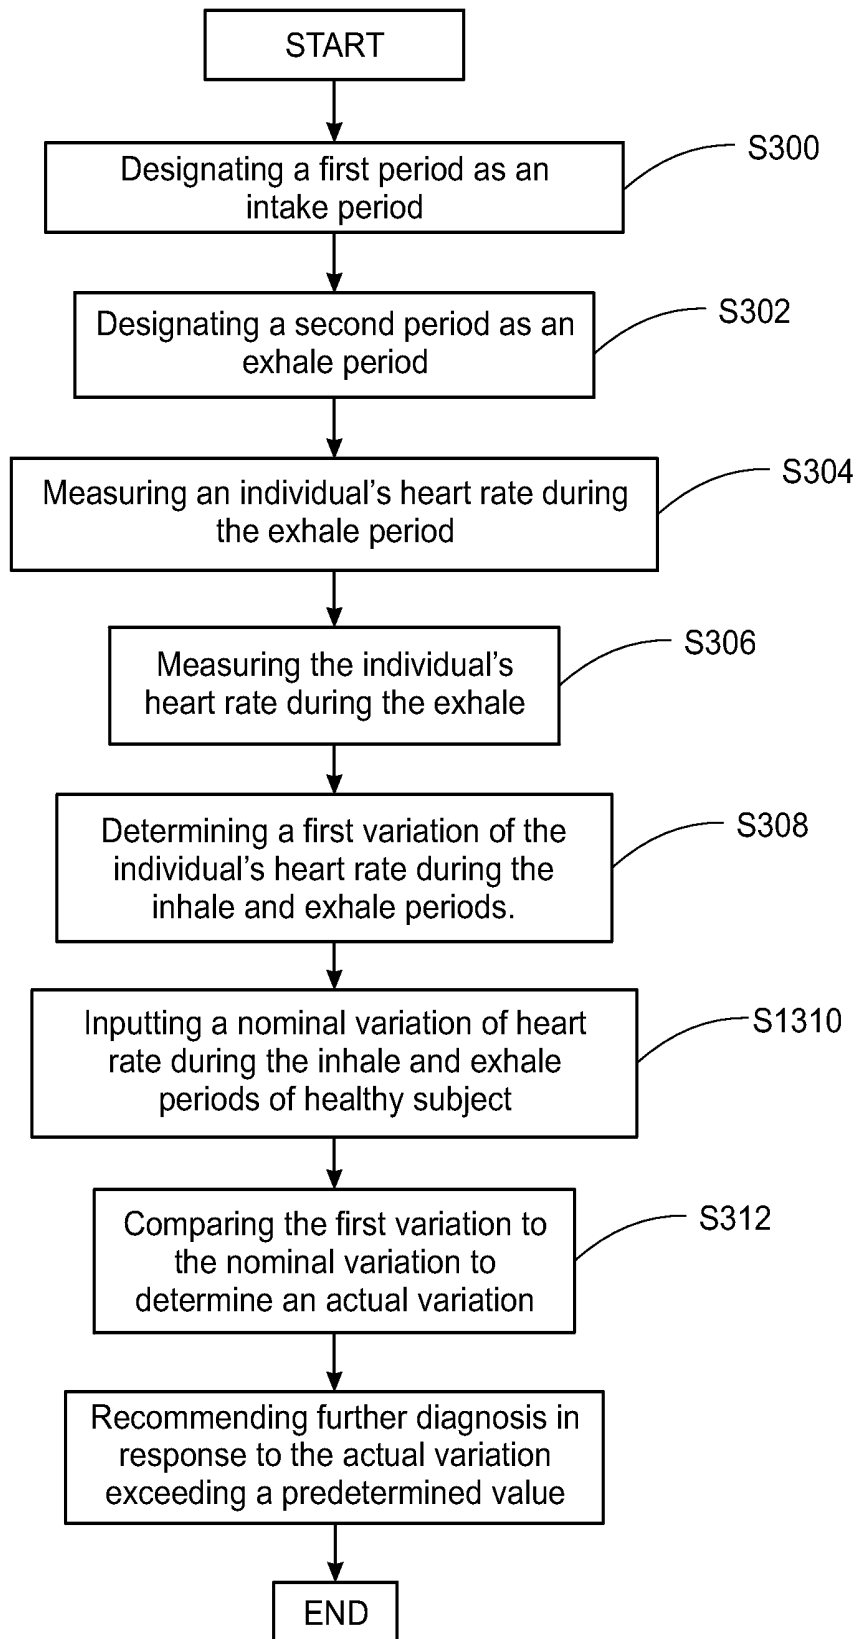 START
Designating a first period as an
intake period
S300
Designating a second period as an
exhale period
S302
Measuring an individual's heart rate during
the exhale period
S304
Measuring the individual's
heart rate during the exhale
S306
Determining a first variation of the
individual's heart rate during the
inhale and exhale periods.
S308
Inputting a nominal variation of heart
rate during the inhale and exhale
periods of healthy subject
S1310
Comparing the first variation to
the nominal variation to
determine an actual variation
S312
Recommending further diagnosis in
response to the actual variation
exceeding a predetermined value
END